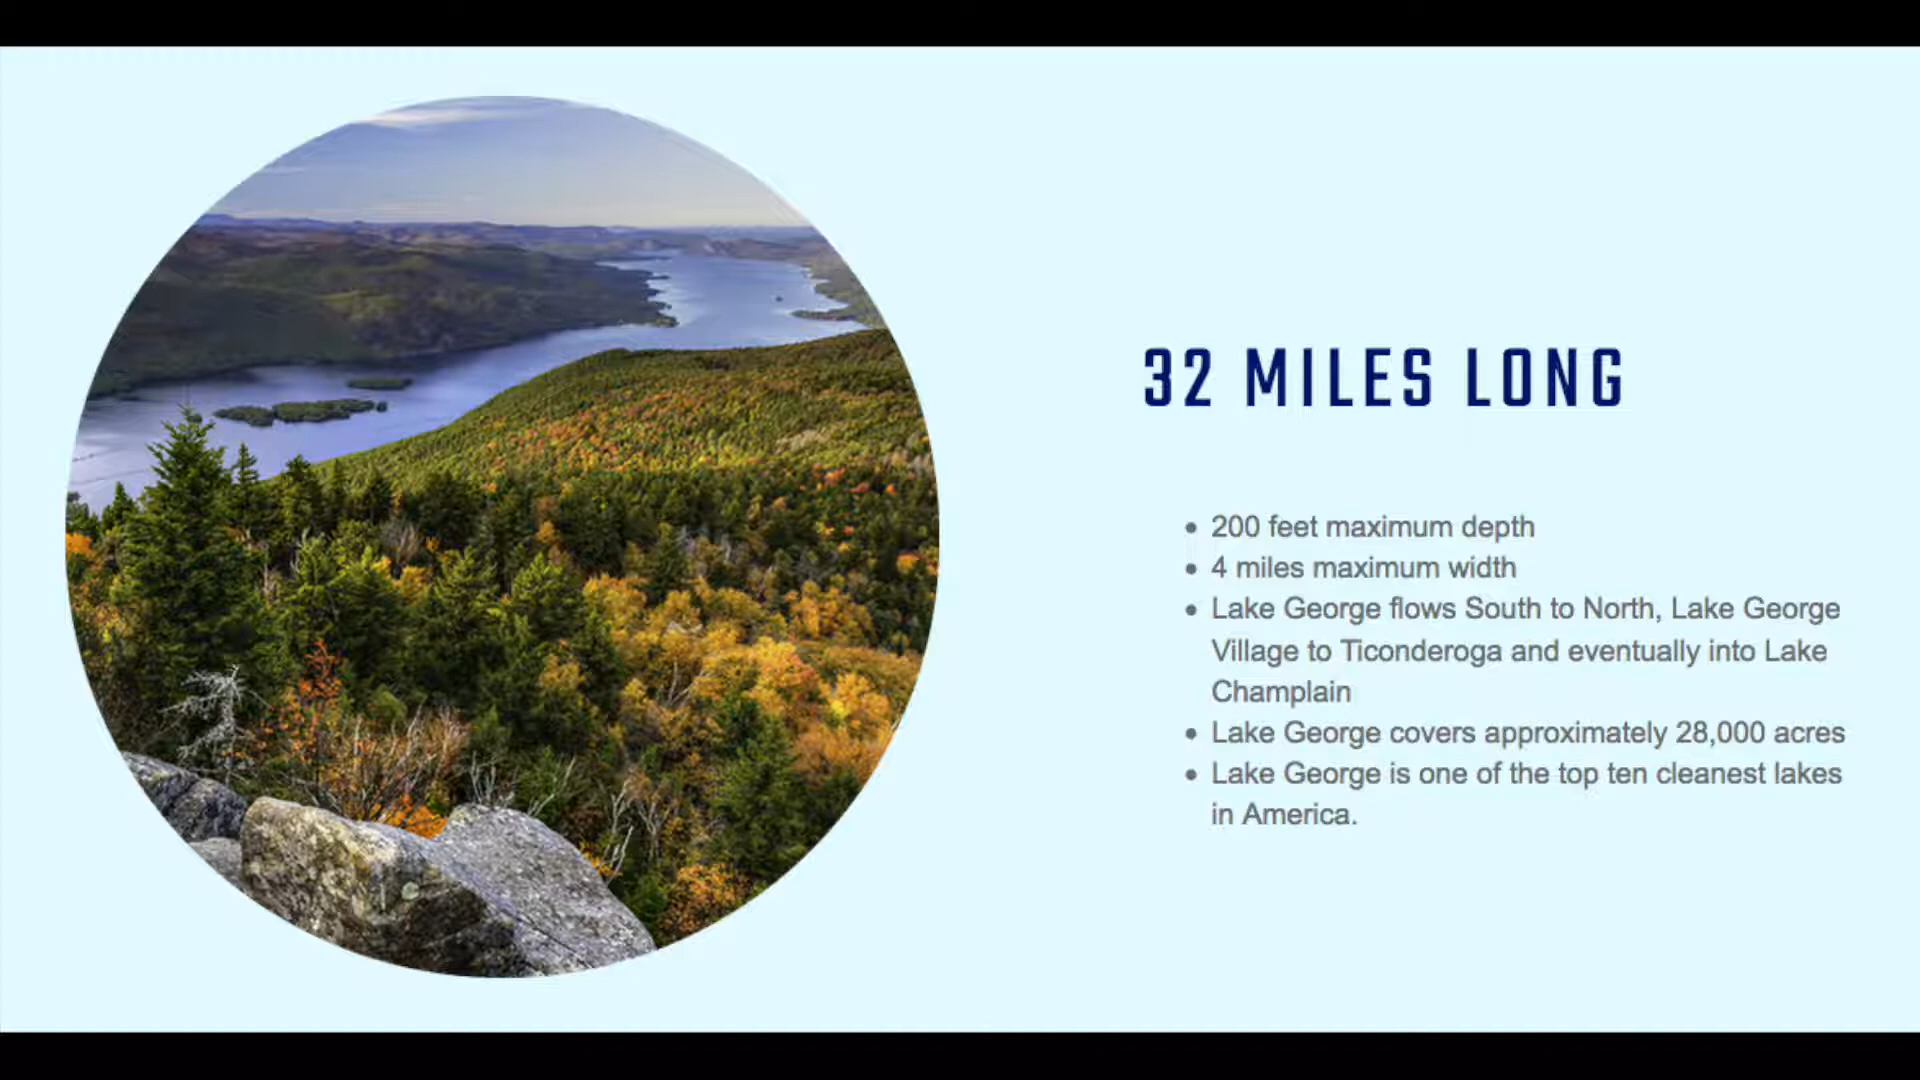 32 MILES LONG
• 200 feet maximum depth
• 4 miles maximum width
• Lake George flows South to North, Lake George
Village to Ticonderoga and eventually into Lake
Champlain
• Lake George covers approximately 28,000 acres
• Lake George is one of the top ten cleanest lakes
in America.